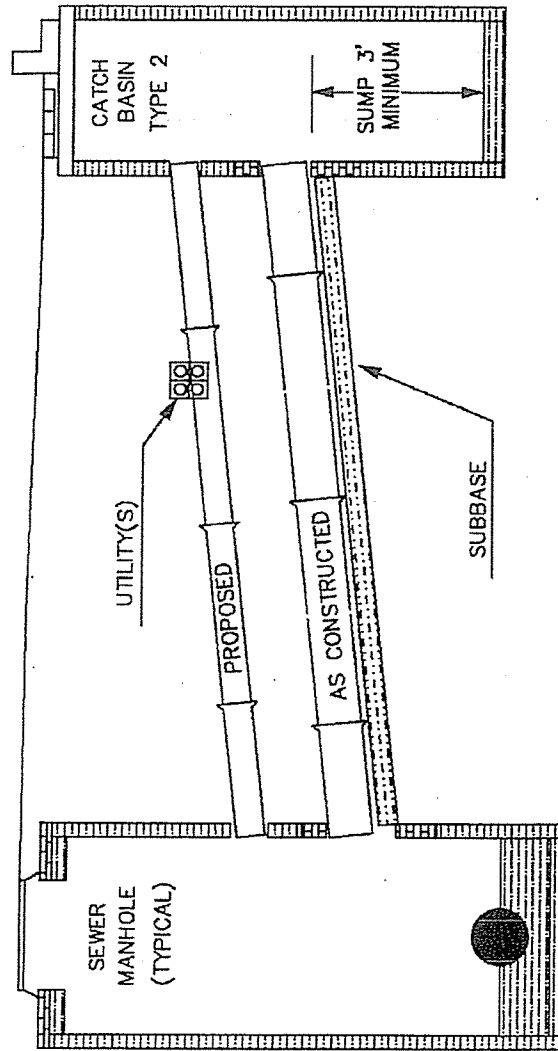 SEWER
MANHOLE
(TYPICAL)
UTILITY(S)
PROPOSED
AS CONSTRUCTED
SUBBASE
CATCH
BASIN
TYPE 2
SUMP 3'
MINIMUM